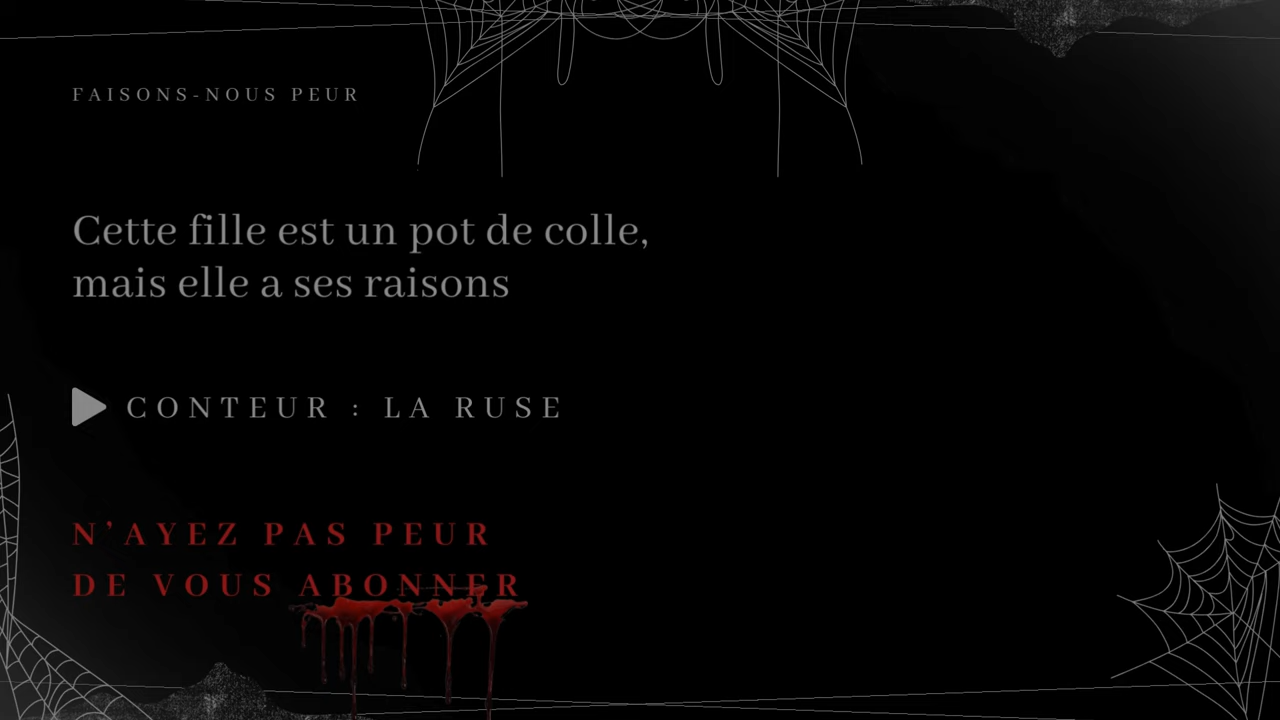 FAISONS-NOUS PEUR
Cette fille est un pot de colle,
mais elle a ses raisons
CONTEUR : LA RUSE
N'AYEZ PAS PEUR
DE VOUS ABONNER